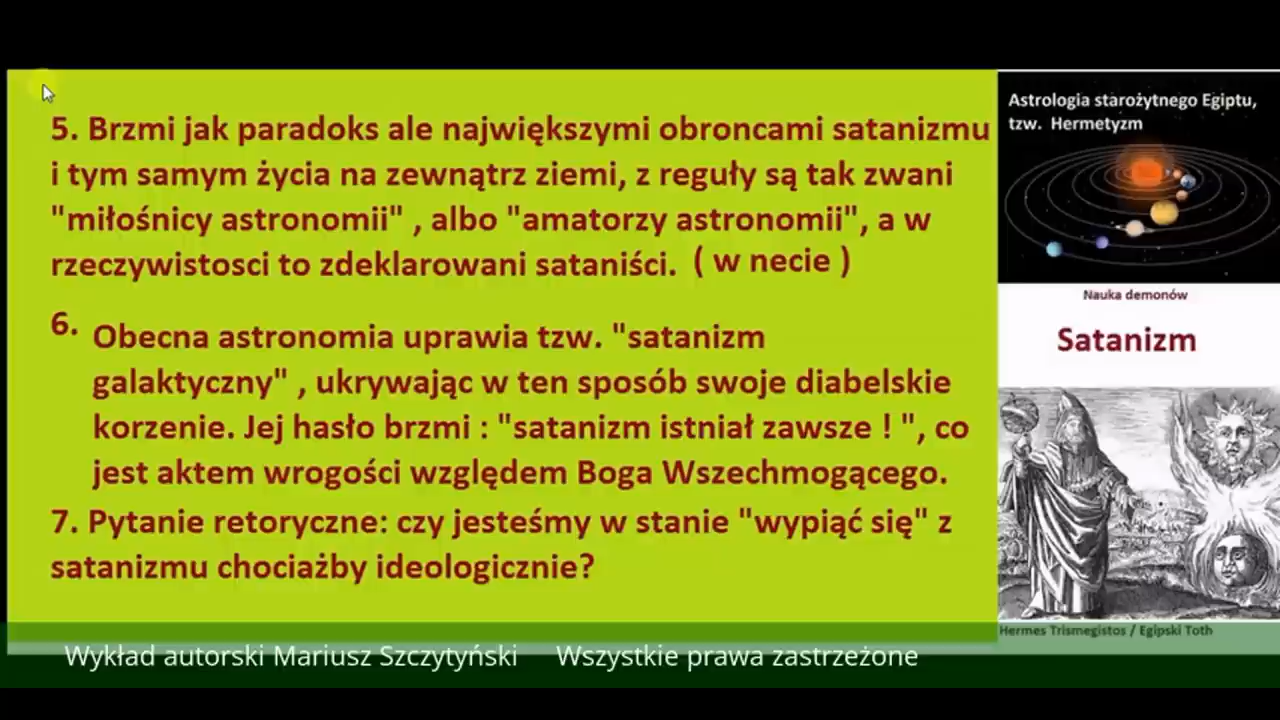 5. Brzmi jak paradoks ale największymi obroncami satanizmu
i tym samym życia na zewnątrz ziemi, z reguły są tak zwani
"miłośnicy astronomii" , albo "amatorzy astronomii", a w
rzeczywistosci to zdeklarowani sataniści. ( w necie )
6. Obecna astronomia uprawia tzw. "satanizm
galaktyczny" , ukrywając w ten sposób swoje diabelskie
korzenie. Jej hasło brzmi : "satanizm istniał zawsze ! ", co
jest aktem wrogości względem Boga Wszechmogącego.
7. Pytanie retoryczne: czy jesteśmy w stanie "wypiąć się" z
satanizmu chociażby ideologicznie?
Astrologia starożytnego Egiptu,
tzw. Hermetyzm
Nauka demonów
Satanizm
Hermes Trismegistos / Egipski Toth
Wykład autorski Mariusz Szczytyński Wszystkie prawa zastrzeżone